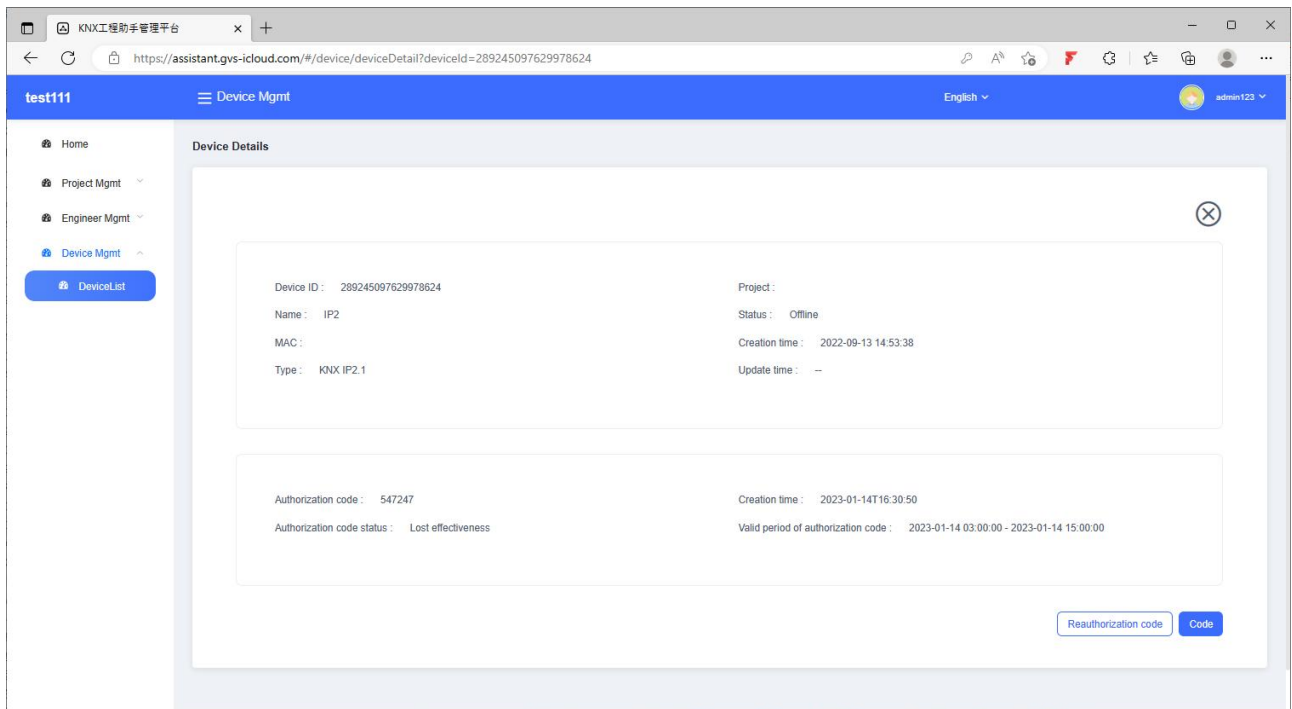 KNX工程助手管理平台
https://assistant.gvs-icloud.com/#/device/deviceDetail?deviceId=289245097629978624
test111
Device Mgmt
English
admin123
Home
Project Mgmt
Engineer Mgmt
Device Mgmt
DeviceList
Device Details
Device ID : 289245097629978624
Project :
Name : IP2
Status : Offline
MAC :
Creation time : 2022-09-13 14:53:38
Type : KNX IP2.1
Update time : --
Authorization code : 547247
Creation time : 2023-01-14T16:30:50
Authorization code status : Lost effectiveness
Valid period of authorization code : 2023-01-14 03:00:00 - 2023-01-14 15:00:00
Reauthorization code
Code